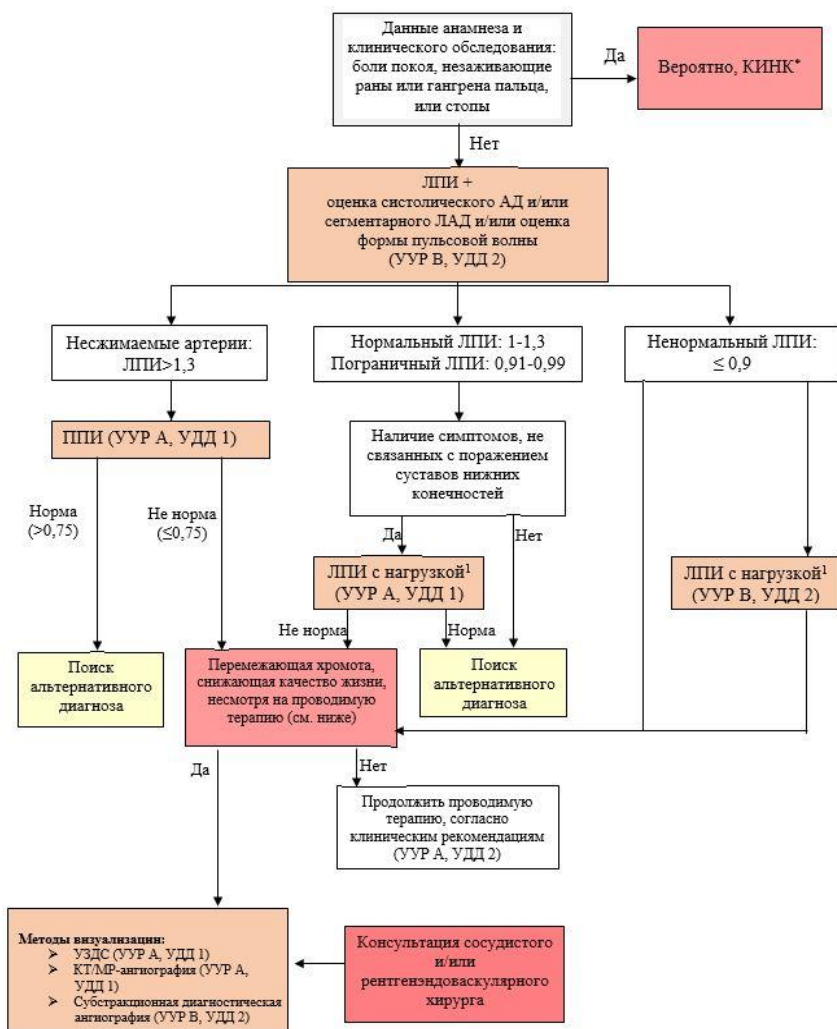 Данные анамнеза и
клинического обследования:
боли покоя, незаживающие
раны или гангрена пальца,
или стопы
Да
Вероятно, КИНК*
Нет
ЛПИ +
оценка систолического АД и/или
сегментарного ЛАД и/или оценка
формы пульсовой волны
(УУР В, УДД 2)
Несжимаемые артерии:
ЛПИ>1,3
Нормальный ЛПИ: 1-1,3
Пограничный ЛПИ: 0,91-0,99
Ненормальный ЛПИ:
≤ 0,9
ППИ (УУР А, УДД 1)
Наличие симптомов, не
связанных с поражением
суставов нижних
конечностей
Норма
(>0,75)
Не норма
(≤0,75)
Да
Нет
ЛПИ с нагрузкой¹
(УУР А, УДД 1)
ЛПИ с нагрузкой¹
(УУР В, УДД 2)
Не норма
Норма
Поиск
альтернативного
диагноза
Перемежающая хромота,
снижающая качество жизни,
несмотря на проводимую
терапию (см. ниже)
Поиск
альтернативного
диагноза
Да
Нет
Продолжить проводимую
терапию, согласно
клиническим рекомендациям
(УУР А, УДД 2)
Методы визуализации:
➢ УЗДС (УУР А, УДД 1)
➢ КТ/МР-ангиография (УУР А,
УДД 1)
➢ Субстракционная диагностическая
ангиография (УУР В, УДД 2)
Консультация сосудистого
и/или
рентгенэндоваскулярного
хирурга